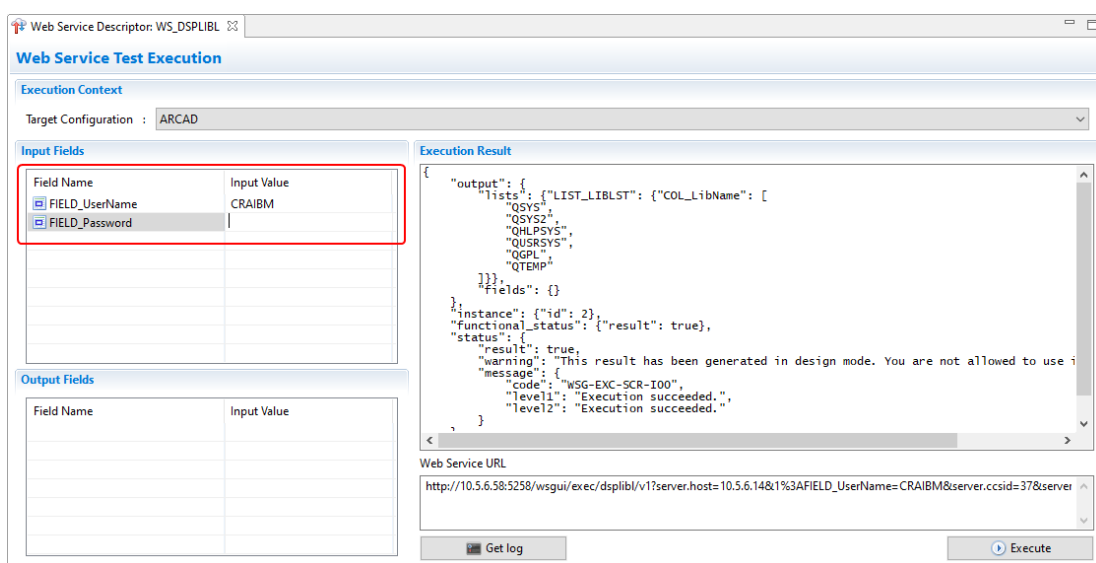 Web Service Descriptor: WS_DSPLIBL
Web Service Test Execution
Execution Context
Target Configuration : ARCAD
Input Fields
Field Name Input Value
FIELD_UserName CRAIBM
FIELD_Password
Output Fields
Field Name Input Value
Execution Result
{
"output": {
"lists": {"LIST_LIBLST": {"COL_LibName": [
"QSYS",
"QSYS2",
"QHLPSYS",
"QUSRSYS",
"QGPL",
"QTEMP"
]}},
"fields": {}
},
"instance": {"id": 2},
"functional_status": {"result": true},
"status": {
"result": true,
"warning": "This result has been generated in design mode. You are not allowed to use i
"message": {
"code": "WSG-EXC-SCR-I00",
"level1": "Execution succeeded.",
"level2": "Execution succeeded."
}
Web Service URL
http://10.5.6.58:5258/wsgui/exec/dsplibl/v1?server.host=10.5.6.14&1%3AFIELD_UserName=CRAIBM&server.ccsid=37&server
Get log
Execute